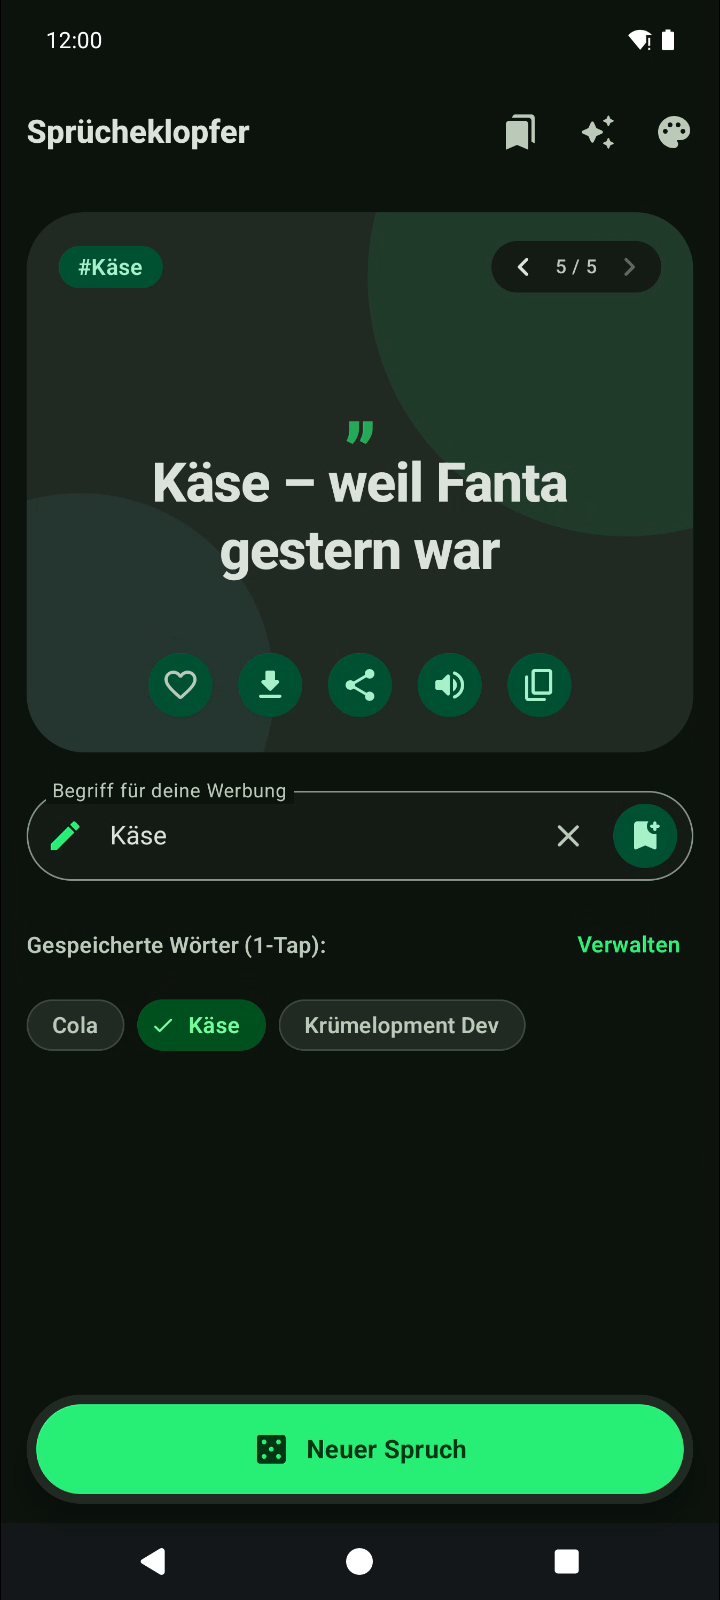 12:00
Sprücheklopfer
#Käse
5 / 5
”
Käse – weil Fanta
gestern war
Begriff für deine Werbung
Käse
Gespeicherte Wörter (1-Tap):
Verwalten
Cola
Käse
Krümelopment Dev
Neuer Spruch